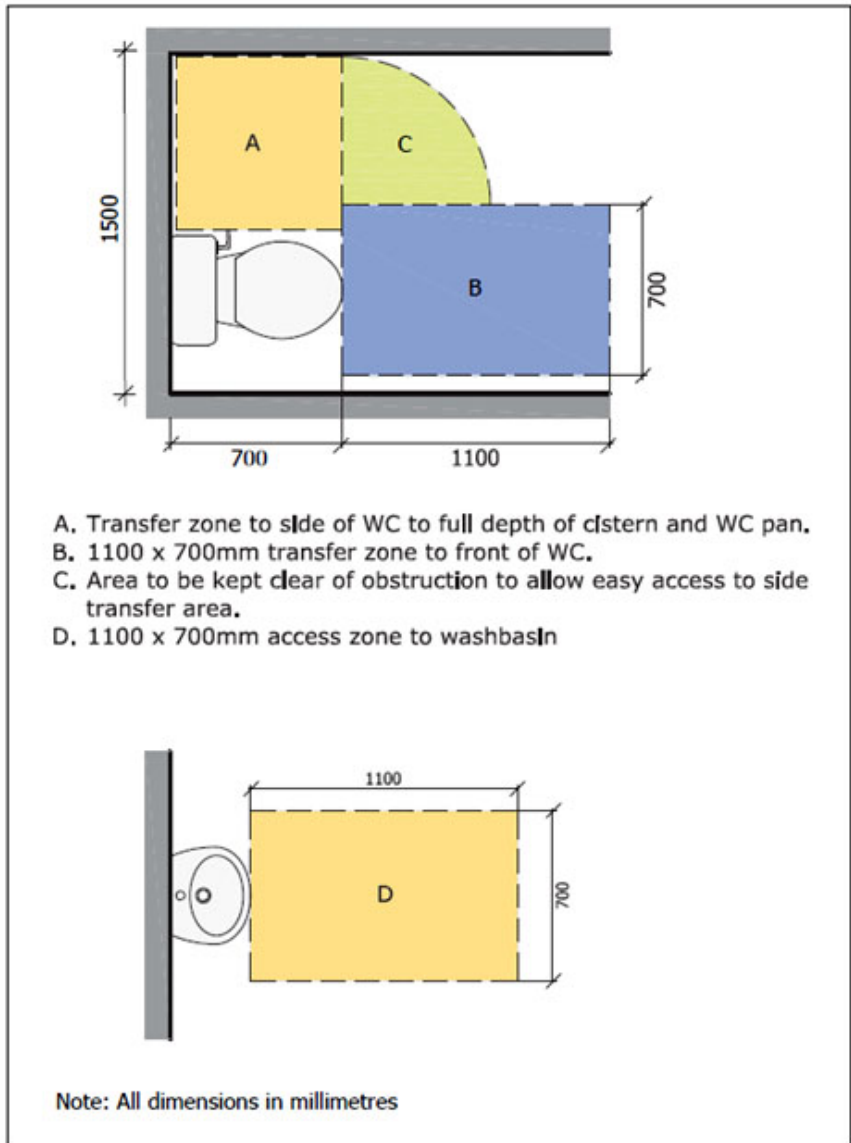 A
C
1500
B
700
700
1100
A. Transfer zone to side of WC to full depth of cistern and WC pan.
B. 1100 x 700mm transfer zone to front of WC.
C. Area to be kept clear of obstruction to allow easy access to side
transfer area.
D. 1100 x 700mm access zone to washbasin
1100
D
700
Note: All dimensions in millimetres